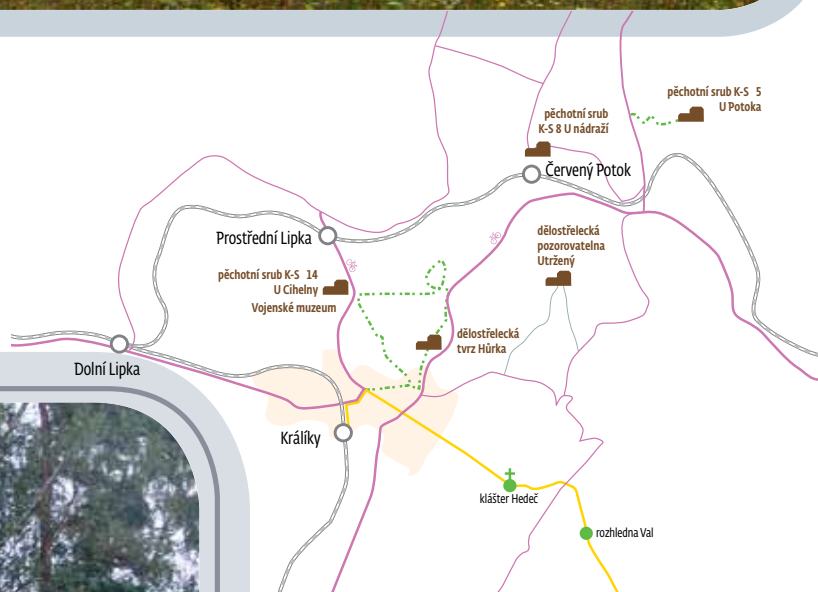 pěchotní srub K-S 5
U Potoka
pěchotní srub
K-S 8 U nádraží
Červený Potok
Prostřední Lipka
dělostřelecká
pozorovatelna
Utržený
pěchotní srub K-S 14
U Cihelny
Vojenské muzeum
dělostřelecká
tvrz Hůrka
Dolní Lipka
Králíky
klášter Hedeč
rozhledna Val